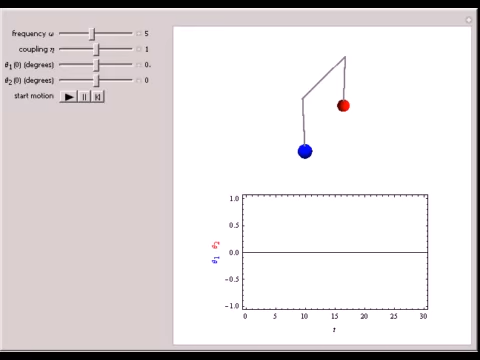 frequency ω 5
coupling η 1
θ1(0) (degrees) 0.
θ2(0) (degrees) 0
start motion
1.0
0.5
0.0
−0.5
−1.0
θ1 θ2
0 5 10 15 20 25 30
t